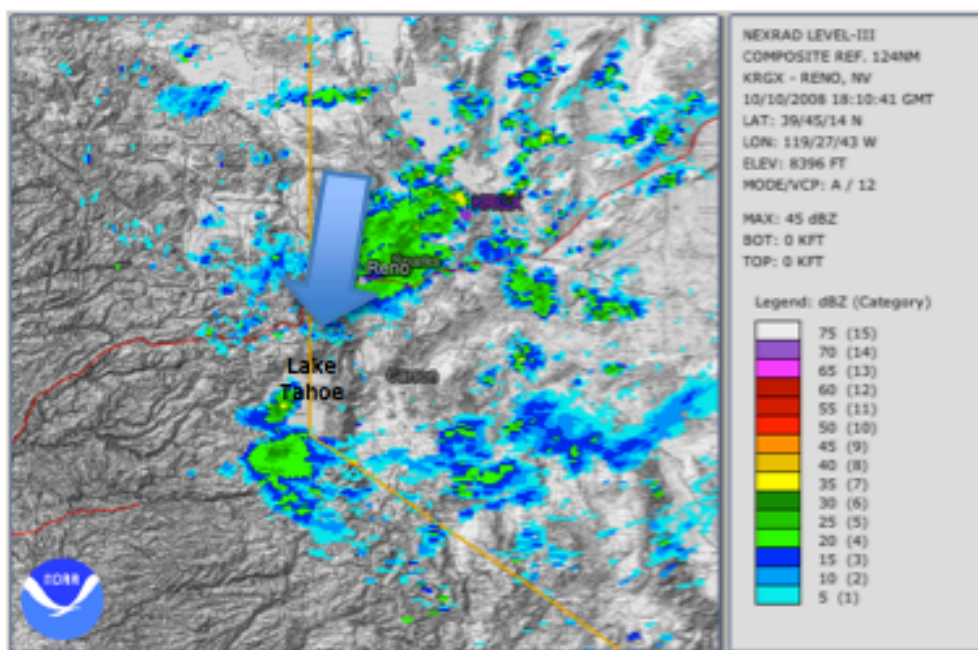 NEXRAD LEVEL-III
COMPOSITE REF. 124NM
KRGX - RENO, NV
10/10/2008 18:10:41 GMT
LAT: 39/45/14 N
LON: 119/27/43 W
ELEV: 8396 FT
MODE/VCP: A / 12
MAX: 45 dBZ
BOT: 0 KFT
TOP: 0 KFT
Legend: dBZ (Category)
75 (15)
70 (14)
65 (13)
60 (12)
55 (11)
50 (10)
45 (9)
40 (8)
35 (7)
30 (6)
25 (5)
20 (4)
15 (3)
10 (2)
5 (1)
Reno
Lake
Tahoe
NOAA